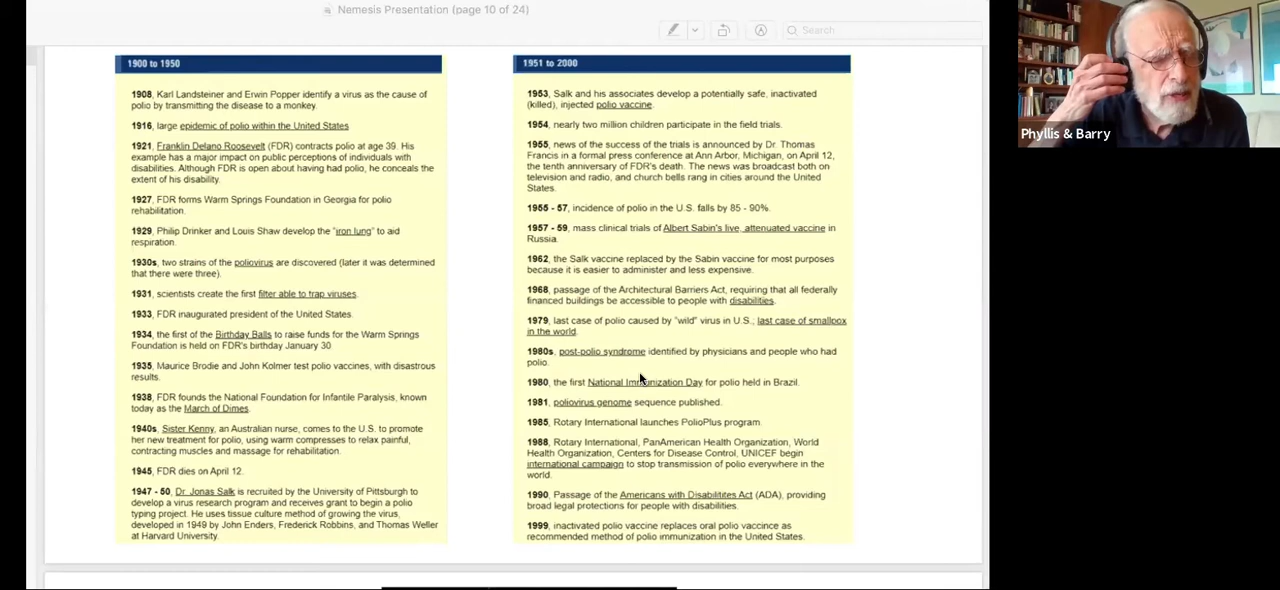 Nemesis Presentation (page 10 of 24)
Search
Phyllis & Barry
1900 to 1950
1908, Karl Landsteiner and Erwin Popper identify a virus as the cause of
polio by transmitting the disease to a monkey.
1916, large epidemic of polio within the United States
1921, Franklin Delano Roosevelt (FDR) contracts polio at age 39. His
example has a major impact on public perceptions of individuals with
disabilities. Although FDR is open about having had polio, he conceals the
extent of his disability.
1927, FDR forms Warm Springs Foundation in Georgia for polio
rehabilitation.
1929, Philip Drinker and Louis Shaw develop the "iron lung" to aid
respiration.
1930s, two strains of the poliovirus are discovered (later it was determined
that there were three).
1931, scientists create the first filter able to trap viruses.
1933, FDR inaugurated president of the United States.
1934, the first of the Birthday Balls to raise funds for the Warm Springs
Foundation is held on FDR's birthday January 30
1935, Maurice Brodie and John Kolmer test polio vaccines, with disastrous
results.
1938, FDR founds the National Foundation for Infantile Paralysis, known
today as the March of Dimes.
1940s, Sister Kenny, an Australian nurse, comes to the U.S. to promote
her new treatment for polio, using warm compresses to relax painful,
contracting muscles and massage for rehabilitation.
1945, FDR dies on April 12.
1947 - 50, Dr. Jonas Salk is recruited by the University of Pittsburgh to
develop a virus research program and receives grant to begin a polio
typing project. He uses tissue culture method of growing the virus,
developed in 1949 by John Enders, Frederick Robbins, and Thomas Weller
at Harvard University.
1951 to 2000
1953, Salk and his associates develop a potentially safe, inactivated
(killed), injected polio vaccine.
1954, nearly two million children participate in the field trials.
1955, news of the success of the trials is announced by Dr. Thomas
Francis in a formal press conference at Ann Arbor, Michigan, on April 12,
the tenth anniversary of FDR's death. The news was broadcast both on
television and radio, and church bells rang in cities around the United
States.
1955 - 57, incidence of polio in the U.S. falls by 85 - 90%.
1957 - 59, mass clinical trials of Albert Sabin's live, attenuated vaccine in
Russia.
1962, the Salk vaccine replaced by the Sabin vaccine for most purposes
because it is easier to administer and less expensive.
1968, passage of the Architectural Barriers Act, requiring that all federally
financed buildings be accessible to people with disabilities.
1979, last case of polio caused by "wild" virus in U.S.; last case of smallpox
in the world.
1980s, post-polio syndrome identified by physicians and people who had
polio.
1980, the first National Immunization Day for polio held in Brazil.
1981, poliovirus genome sequence published.
1985, Rotary International launches PolioPlus program.
1988, Rotary International, PanAmerican Health Organization, World
Health Organization, Centers for Disease Control, UNICEF begin
international campaign to stop transmission of polio everywhere in the
world.
1990, Passage of the Americans with Disabilitites Act (ADA), providing
broad legal protections for people with disabilities.
1999, inactivated polio vaccine replaces oral polio vaccince as
recommended method of polio immunization in the United States.